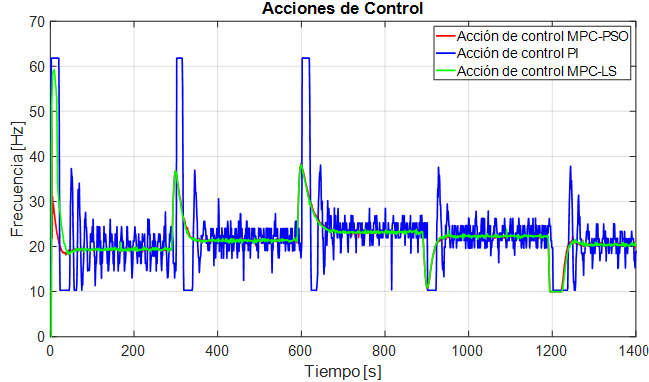 Acciones de Control
Acción de control MPC-PSO
Acción de control PI
Acción de control MPC-LS
Frecuencia [Hz]
70
60
50
40
30
20
10
0
0 200 400 600 800 1000 1200 1400
Tiempo [s]